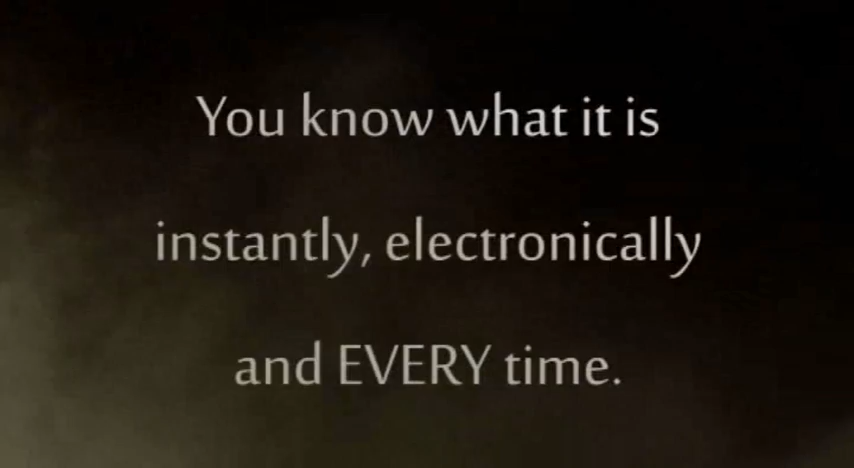 You know what it is
instantly, electronically
and EVERY time.